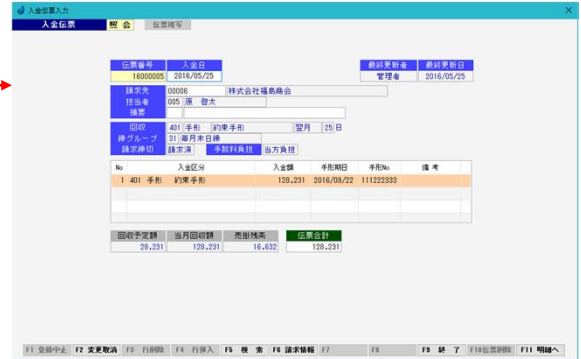 入金伝票入力
入金伝票 照 会 伝票複写
伝票番号 入金日 最終更新者 最終更新日
16000005 2016/05/25 管理者 2016/05/25
請求先 00006 株式会社福島商会
担当者 005 原 啓太
摘要
回収 401 手形 約束手形 翌月 25 日
締グループ 31 毎月末日締
請求締切 請求済 手数料負担 当方負担
No 入金区分 入金額 手形期日 手形No 備 考
1 401 手形 約束手形 128,231 2016/08/22 111222333
回収予定額 当月回収額 売掛残高 伝票合計
28,231 128,231 16,632 128,231
F1 登録中止 F2 変更取消 F3 行削除 F4 行挿入 F5 検 索 F6 請求情報 F7 F8 F9 終 了 F10伝票削除 F11 明細へ